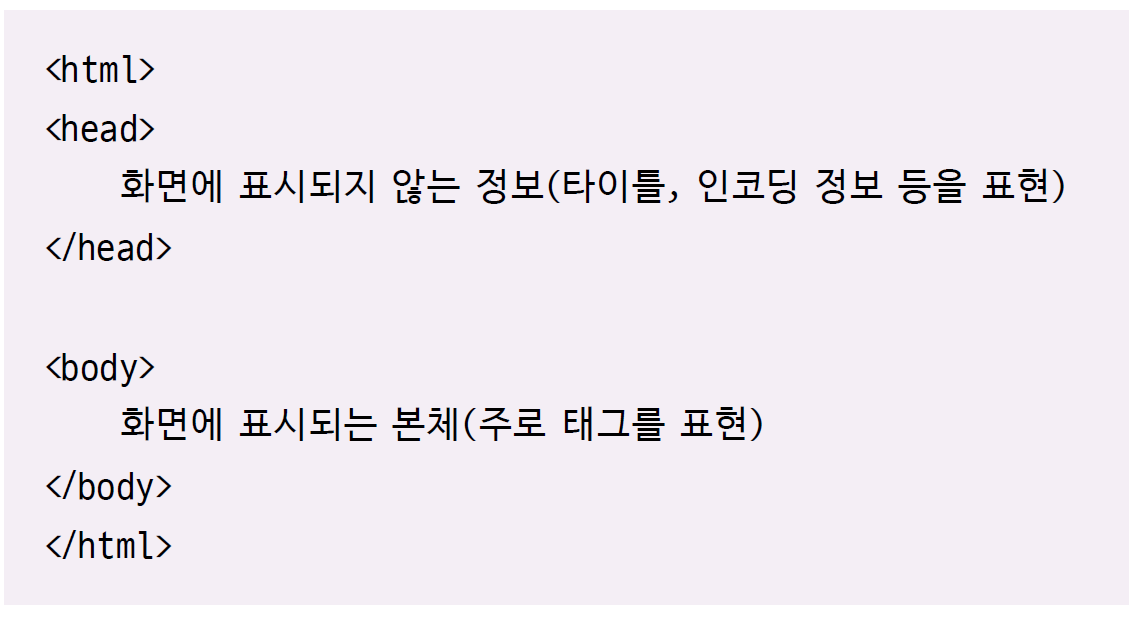 <html>
<head>
화면에 표시되지 않는 정보(타이틀, 인코딩 정보 등을 표현)
</head>
<body>
화면에 표시되는 본체(주로 태그를 표현)
</body>
</html>